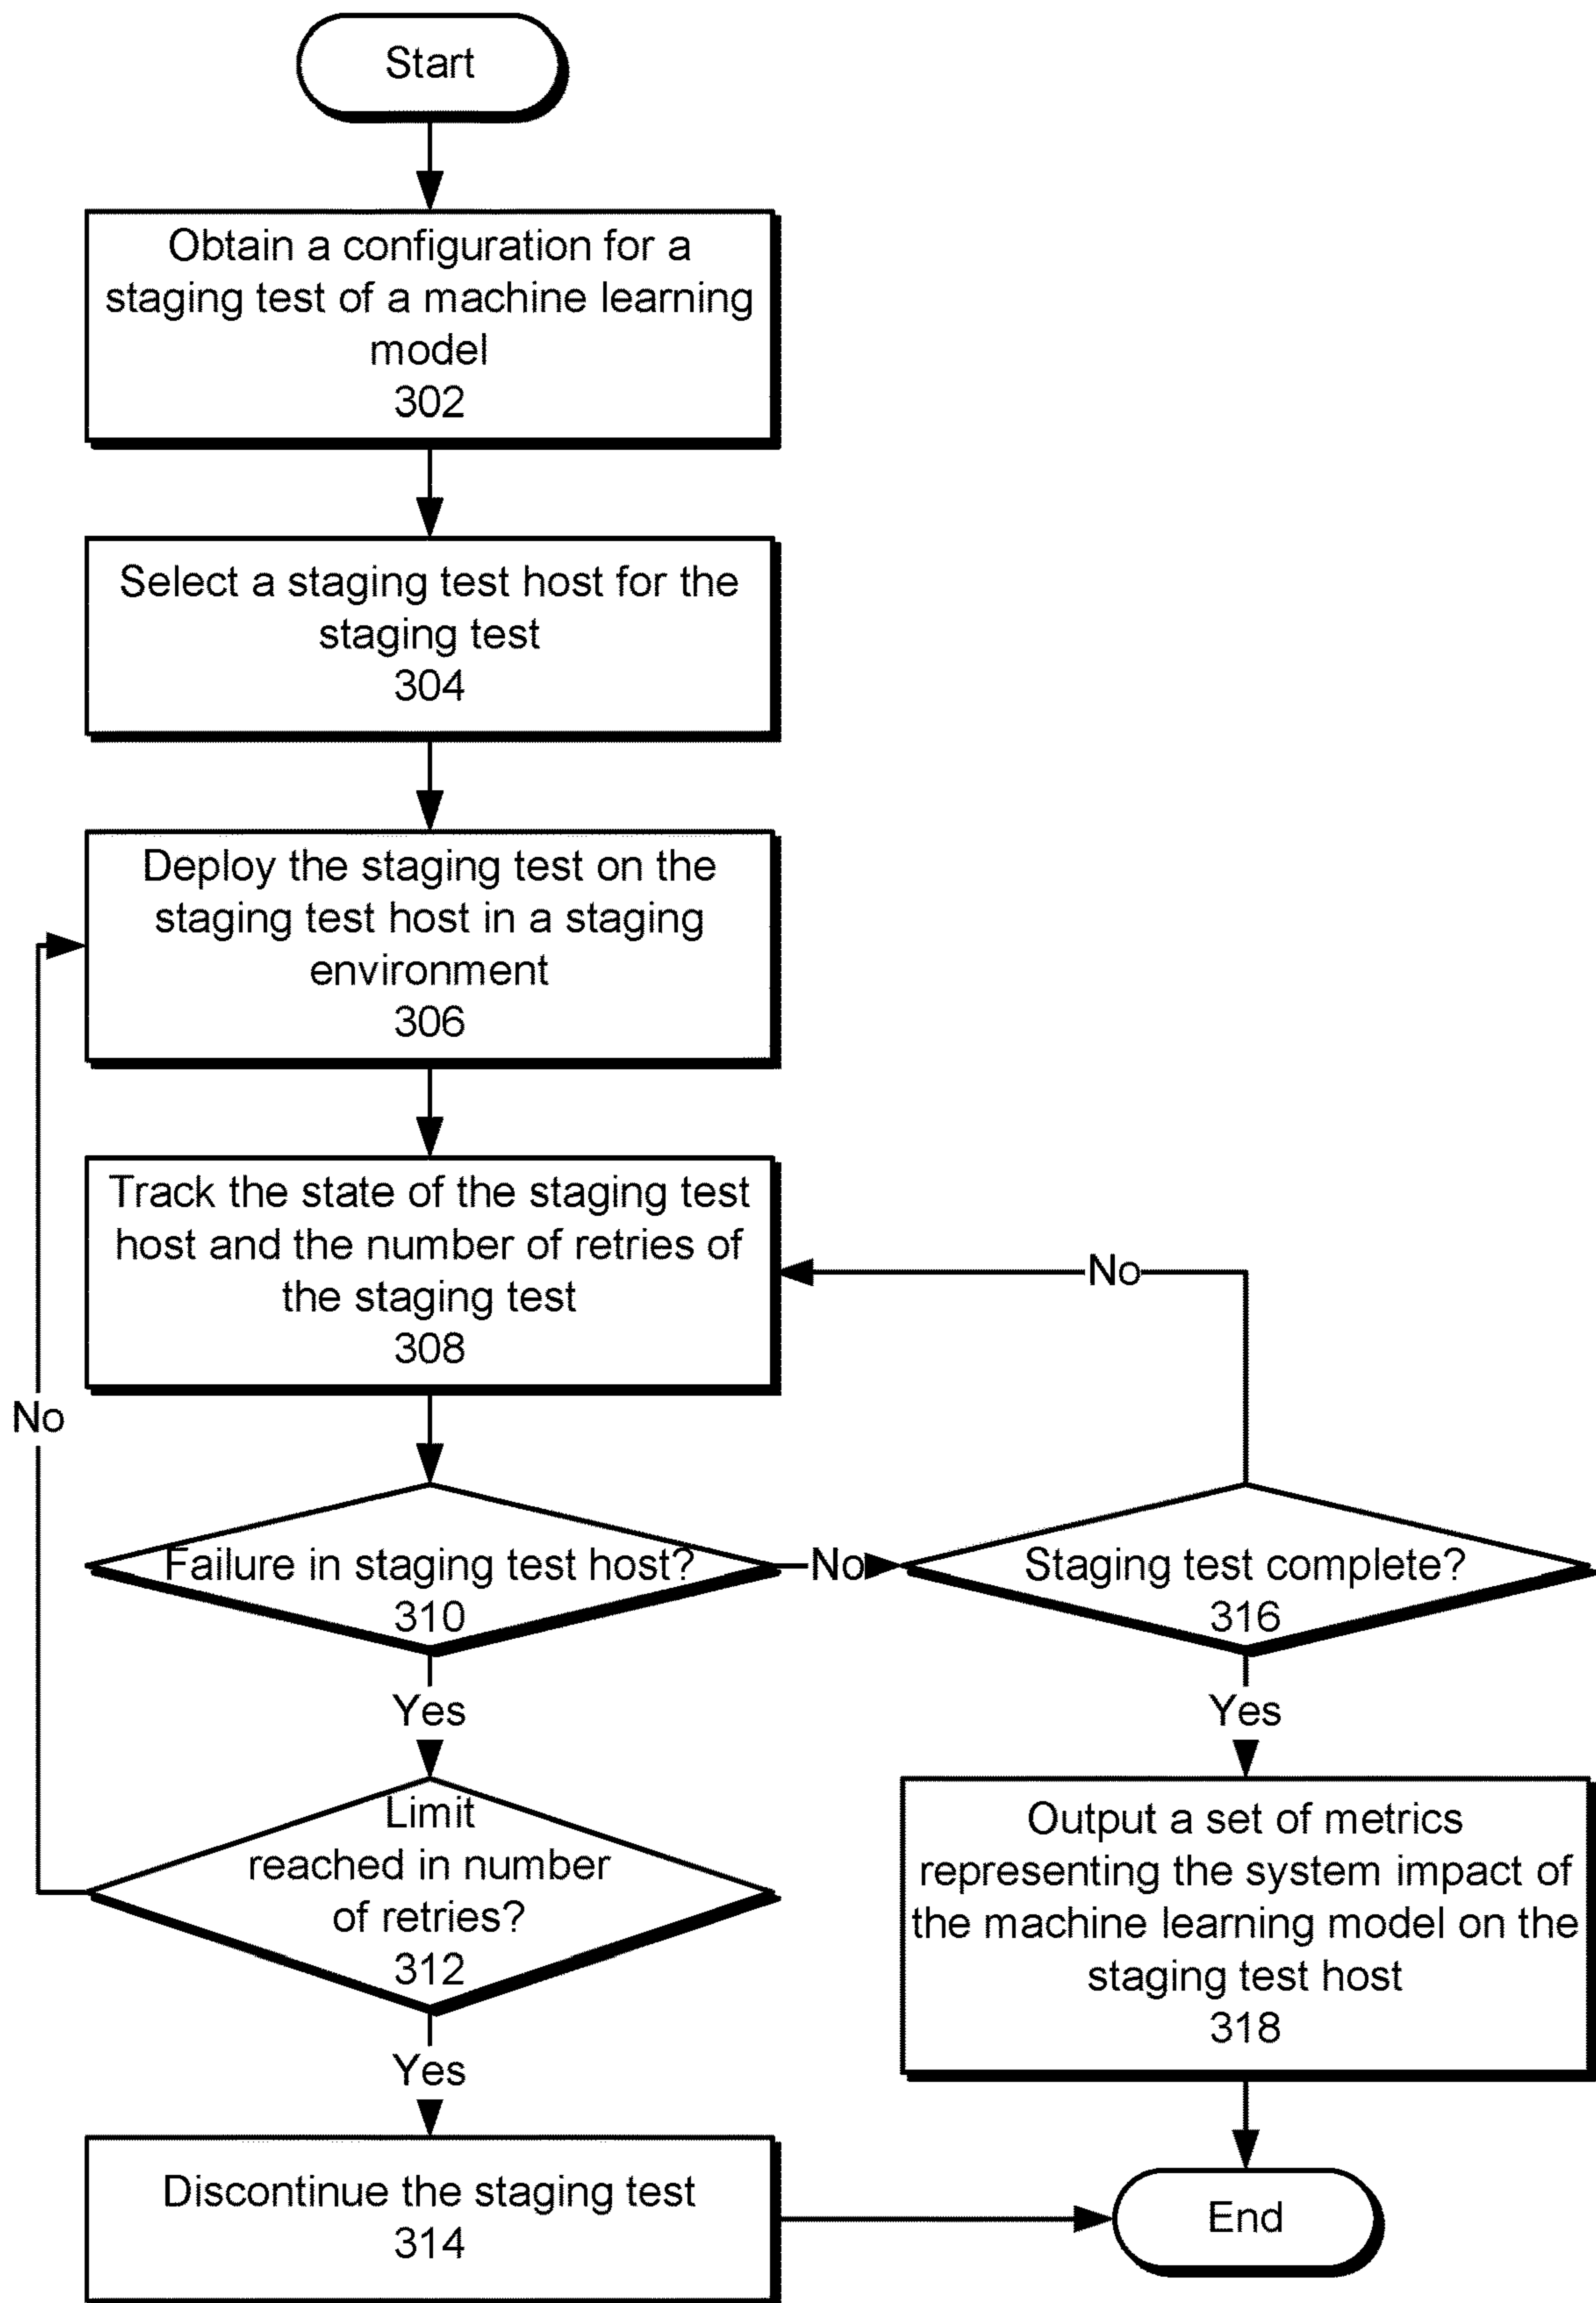 Start
Obtain a configuration for a
staging test of a machine learning
model
302
Select a staging test host for the
staging test
304
Deploy the staging test on the
staging test host in a staging
environment
306
Track the state of the staging test
host and the number of retries of
the staging test
308
No
No
Failure in staging test host?
310
No
Staging test complete?
316
Yes
Yes
Limit
reached in number
of retries?
312
Output a set of metrics
representing the system impact of
the machine learning model on the
staging test host
318
Yes
Discontinue the staging test
314
End